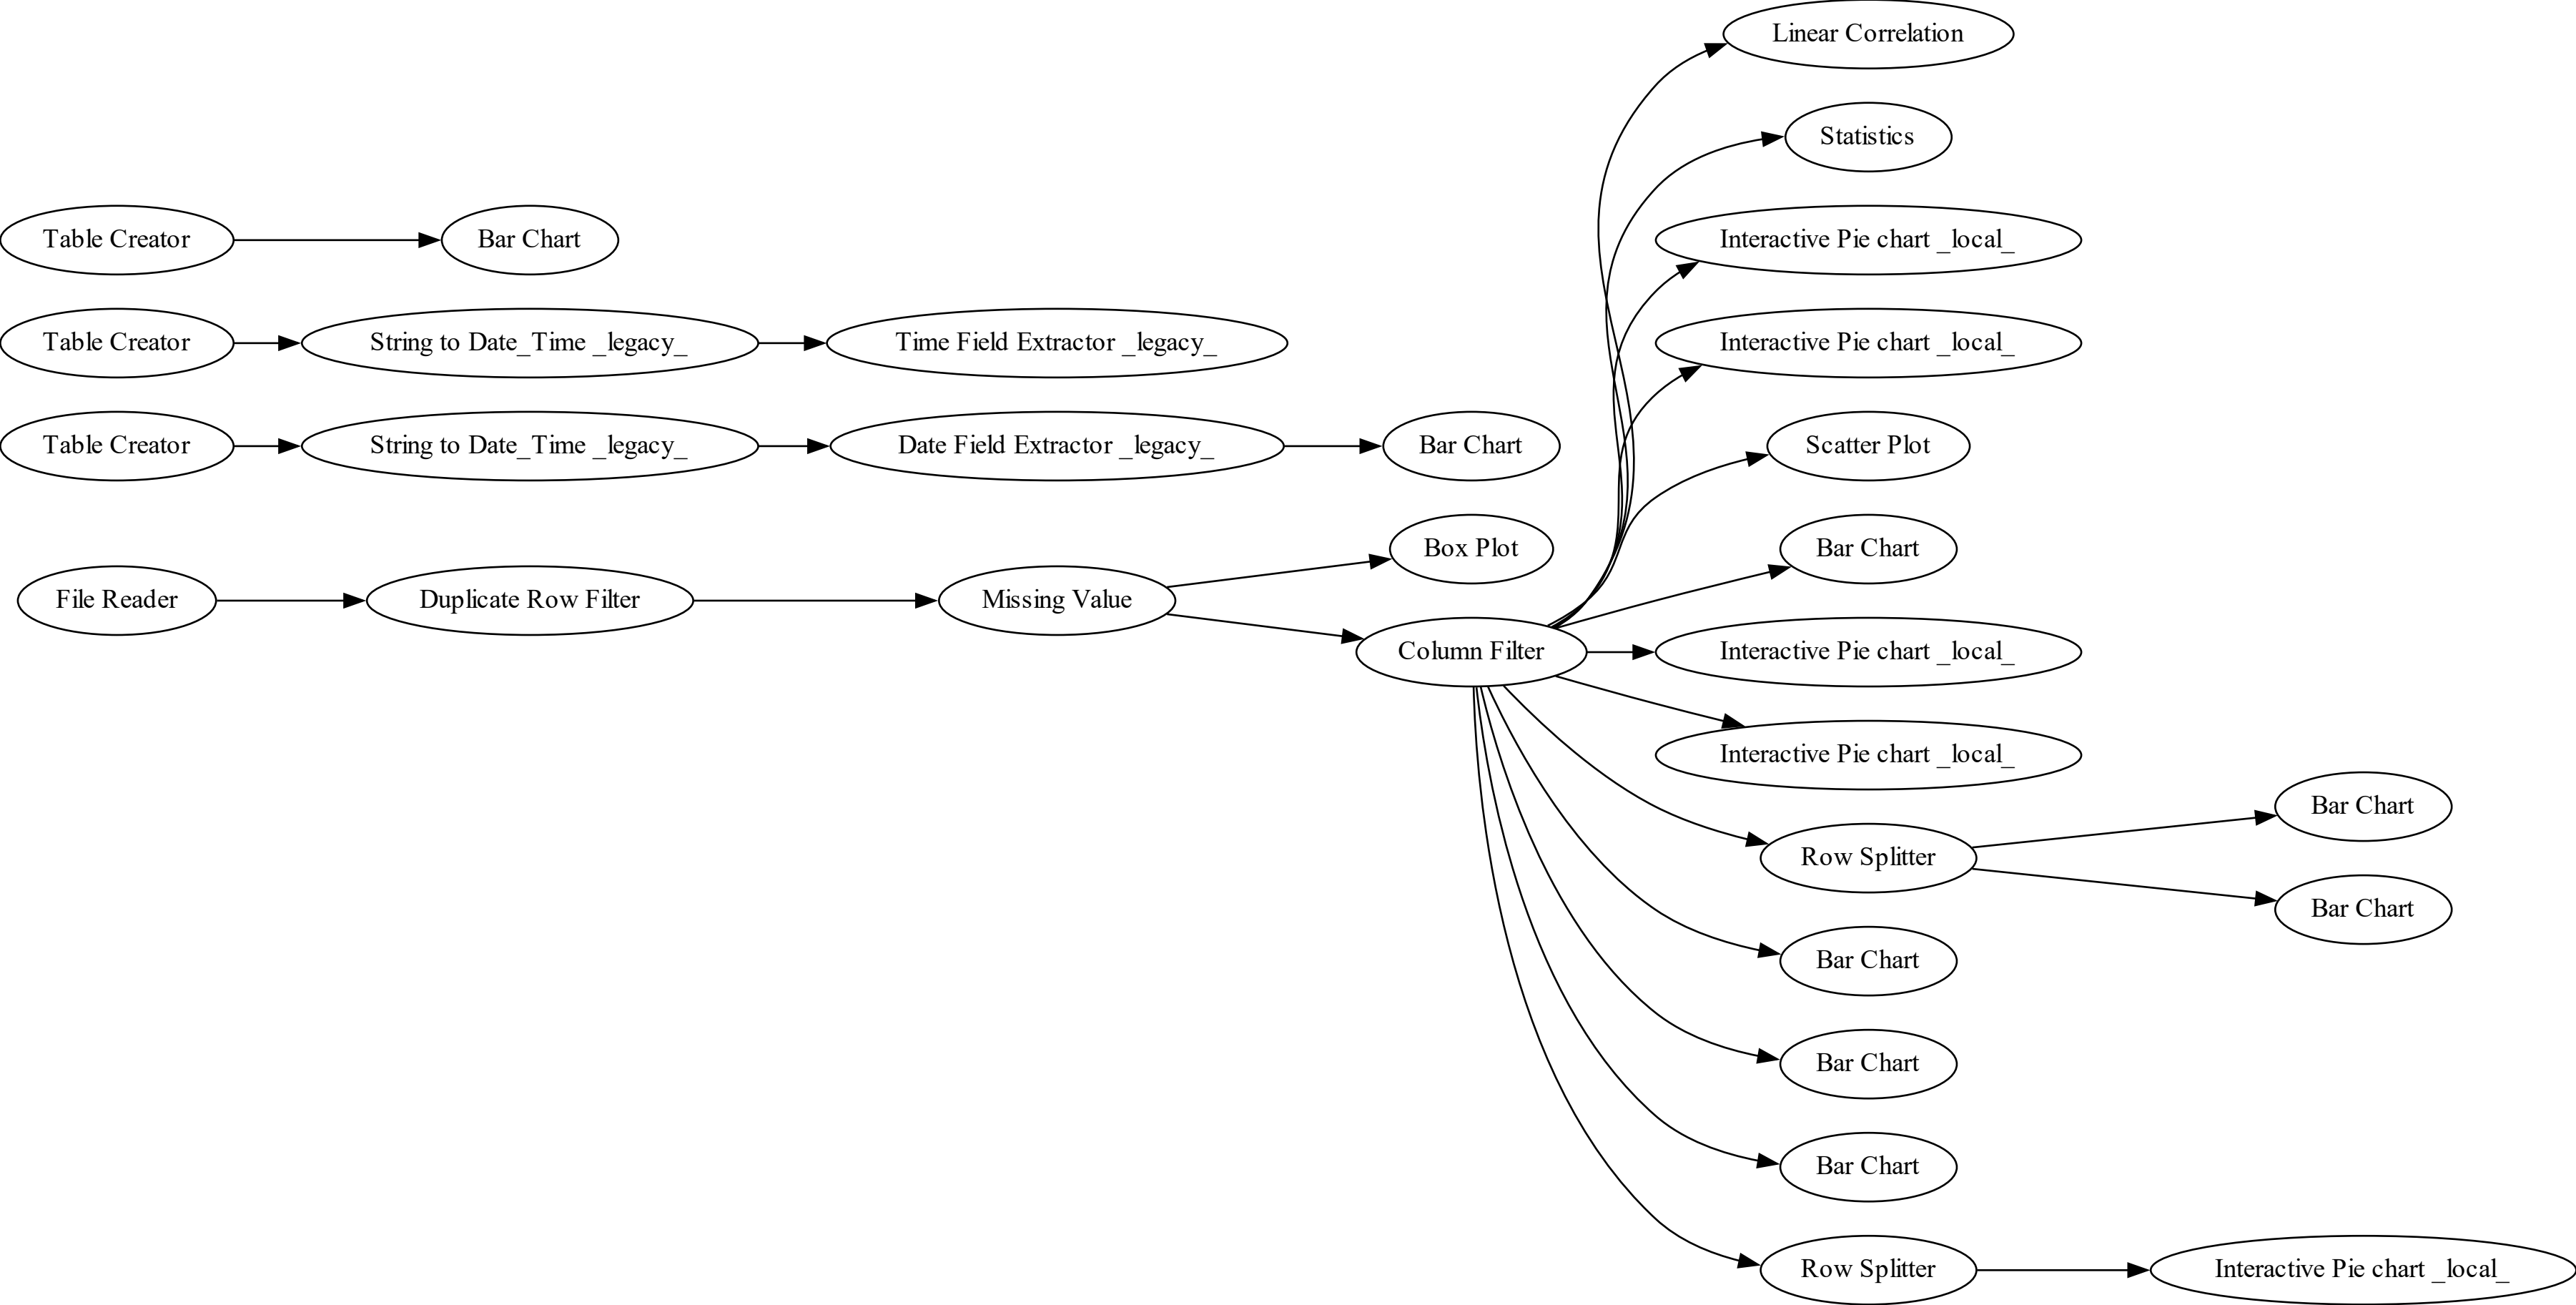 Linear Correlation
Statistics
Table Creator
Bar Chart
Interactive Pie chart _local_
Table Creator
String to Date_Time _legacy_
Time Field Extractor _legacy_
Interactive Pie chart _local_
Table Creator
String to Date_Time _legacy_
Date Field Extractor _legacy_
Bar Chart
Scatter Plot
Box Plot
Bar Chart
File Reader
Duplicate Row Filter
Missing Value
Column Filter
Interactive Pie chart _local_
Interactive Pie chart _local_
Bar Chart
Row Splitter
Bar Chart
Bar Chart
Bar Chart
Bar Chart
Row Splitter
Interactive Pie chart _local_